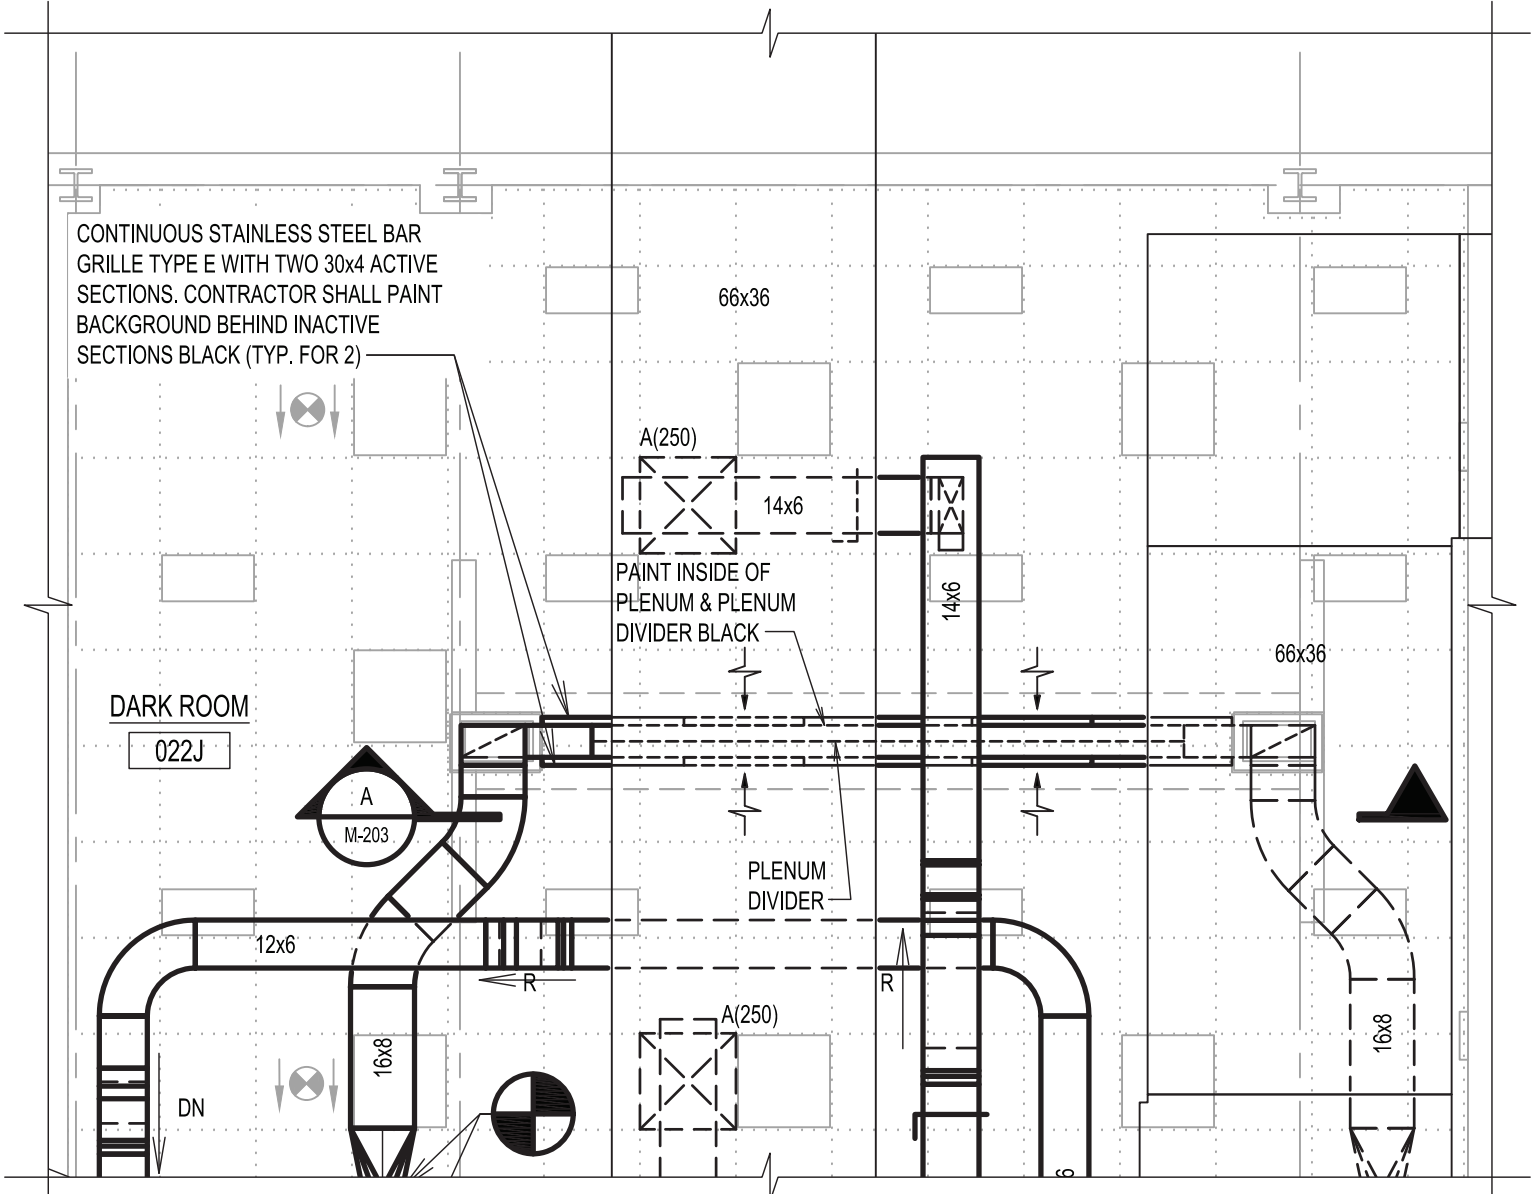 CONTINUOUS STAINLESS STEEL BAR
GRILLE TYPE E WITH TWO 30x4 ACTIVE
SECTIONS. CONTRACTOR SHALL PAINT
BACKGROUND BEHIND INACTIVE
SECTIONS BLACK (TYP. FOR 2)
66x36
A(250)
14x6
PAINT INSIDE OF
PLENUM & PLENUM
DIVIDER BLACK
14x6
66x36
DARK ROOM
022J
A
M-203
PLENUM
DIVIDER
12x6
R
R
A(250)
16x8
16x8
DN